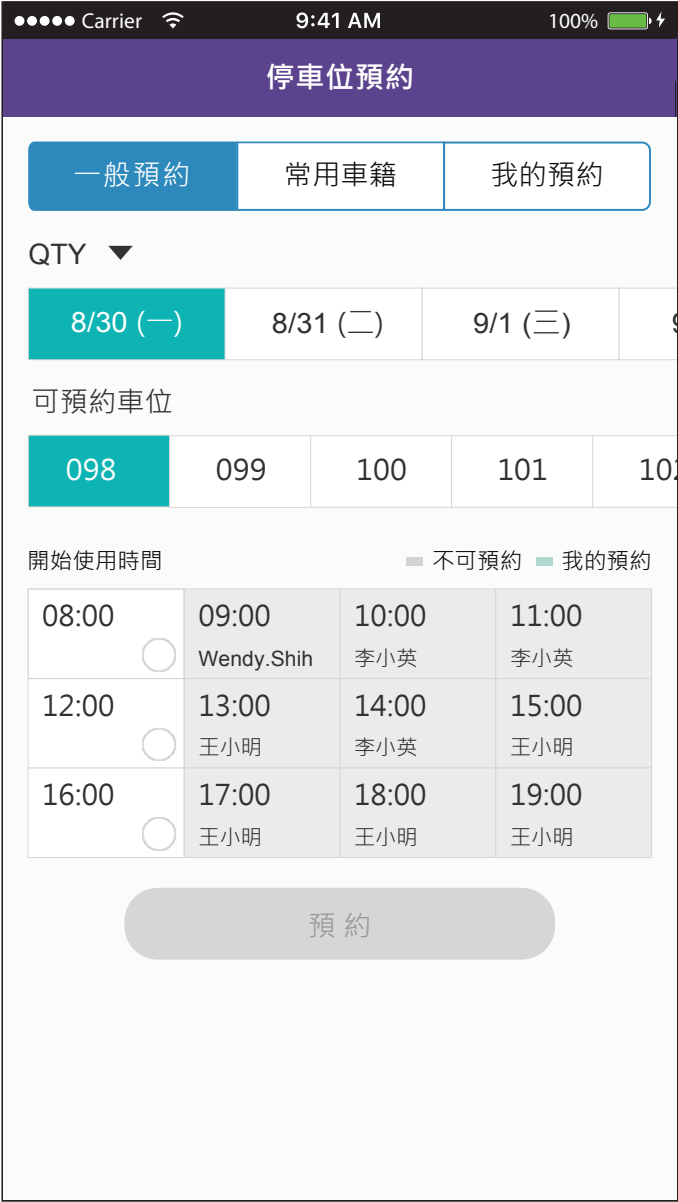 Carrier 9:41 AM 100%
停車位預約
一般預約 常用車籍 我的預約
QTY
8/30 (一) 8/31 (二) 9/1 (三)
可預約車位
098 099 100 101 102
開始使用時間 不可預約 我的預約
08:00 09:00 10:00 11:00
Wendy.Shih 李小英 李小英
12:00 13:00 14:00 15:00
王小明 李小英 王小明
16:00 17:00 18:00 19:00
王小明 王小明 王小明
預約